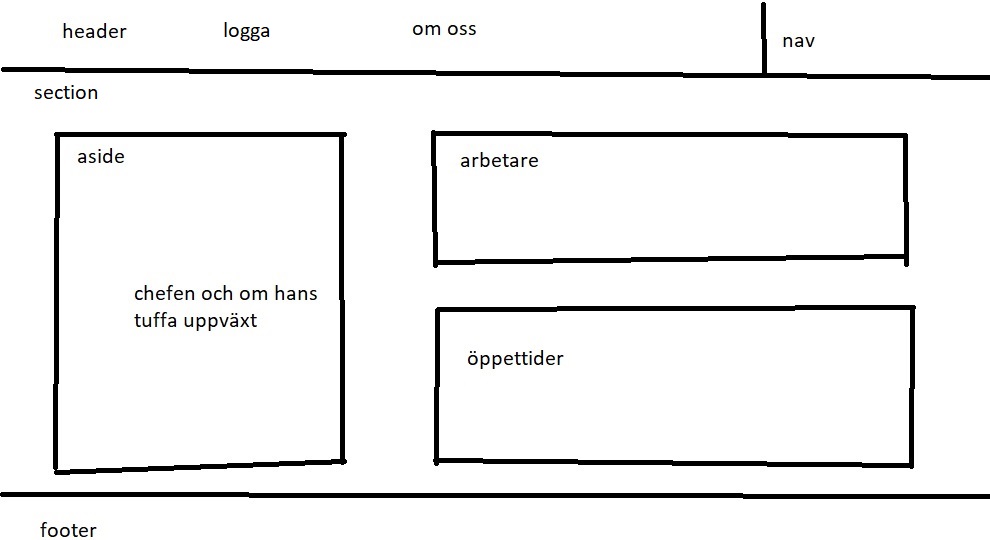 header
logga
om oss
nav
section
aside
chefen och om hans
tuffa uppväxt
arbetare
öppettider
footer